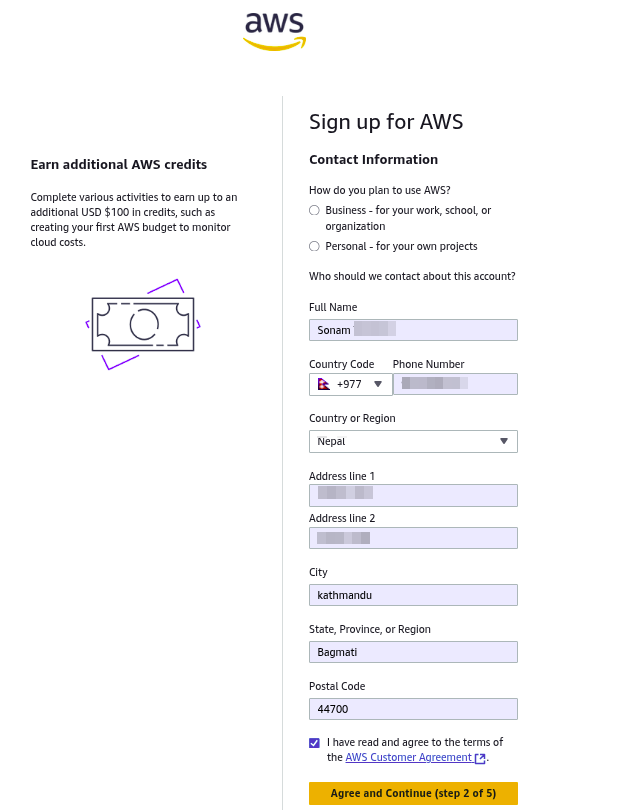 aws
Earn additional AWS credits
Complete various activities to earn up to an
additional USD $100 in credits, such as
creating your first AWS budget to monitor
cloud costs.
Sign up for AWS
Contact Information
How do you plan to use AWS?
Business - for your work, school, or
organization
Personal - for your own projects
Who should we contact about this account?
Full Name
Sonam
Country Code Phone Number
+977
Country or Region
Nepal
Address line 1
Address line 2
City
kathmandu
State, Province, or Region
Bagmati
Postal Code
44700
I have read and agree to the terms of
the AWS Customer Agreement.
Agree and Continue (step 2 of 5)